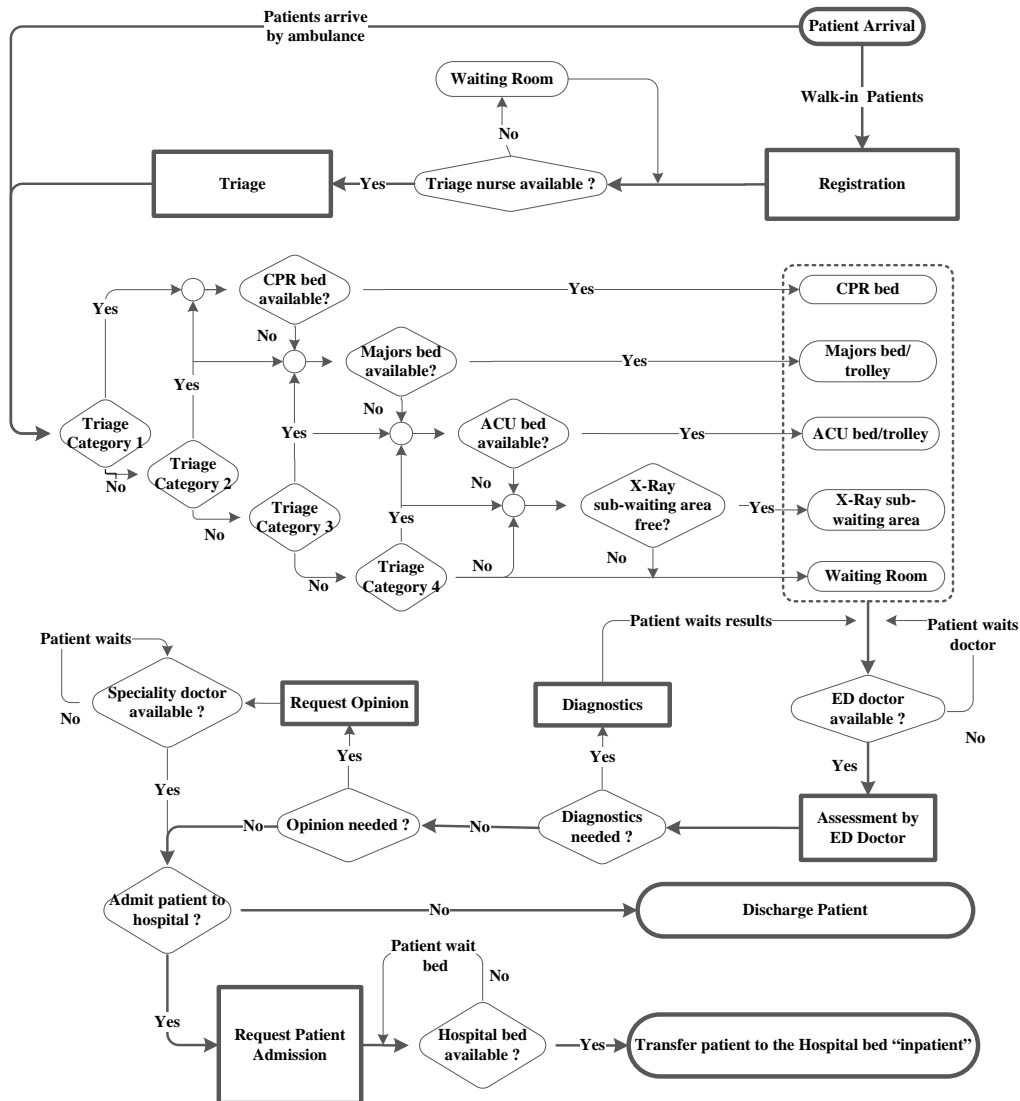 Patients arrive
by ambulance
Patient Arrival
Waiting Room
Walk-in Patients
No
Triage
Yes
Triage nurse available ?
Registration
CPR bed
available?
Yes
CPR bed
Yes
No
Majors bed
available?
Yes
Majors bed/
trolley
Yes
No
Triage
Category 1
Yes
ACU bed
available?
Yes
ACU bed/trolley
No
Triage
Category 2
No
X-Ray
sub-waiting area
free?
Yes
X-Ray sub-
waiting area
No
Triage
Category 3
Yes
No
Triage
Category 4
No
No
Waiting Room
Patient waits
Patient waits results
Patient waits
doctor
Speciality doctor
available ?
No
Request Opinion
Diagnostics
ED doctor
available ?
No
Yes
Yes
Yes
Yes
No
Opinion needed ?
No
Diagnostics
needed ?
Assessment by
ED Doctor
Admit patient to
hospital ?
No
Discharge Patient
Patient wait
bed
No
Yes
Request Patient
Admission
Hospital bed
available ?
Yes
Transfer patient to the Hospital bed “inpatient”